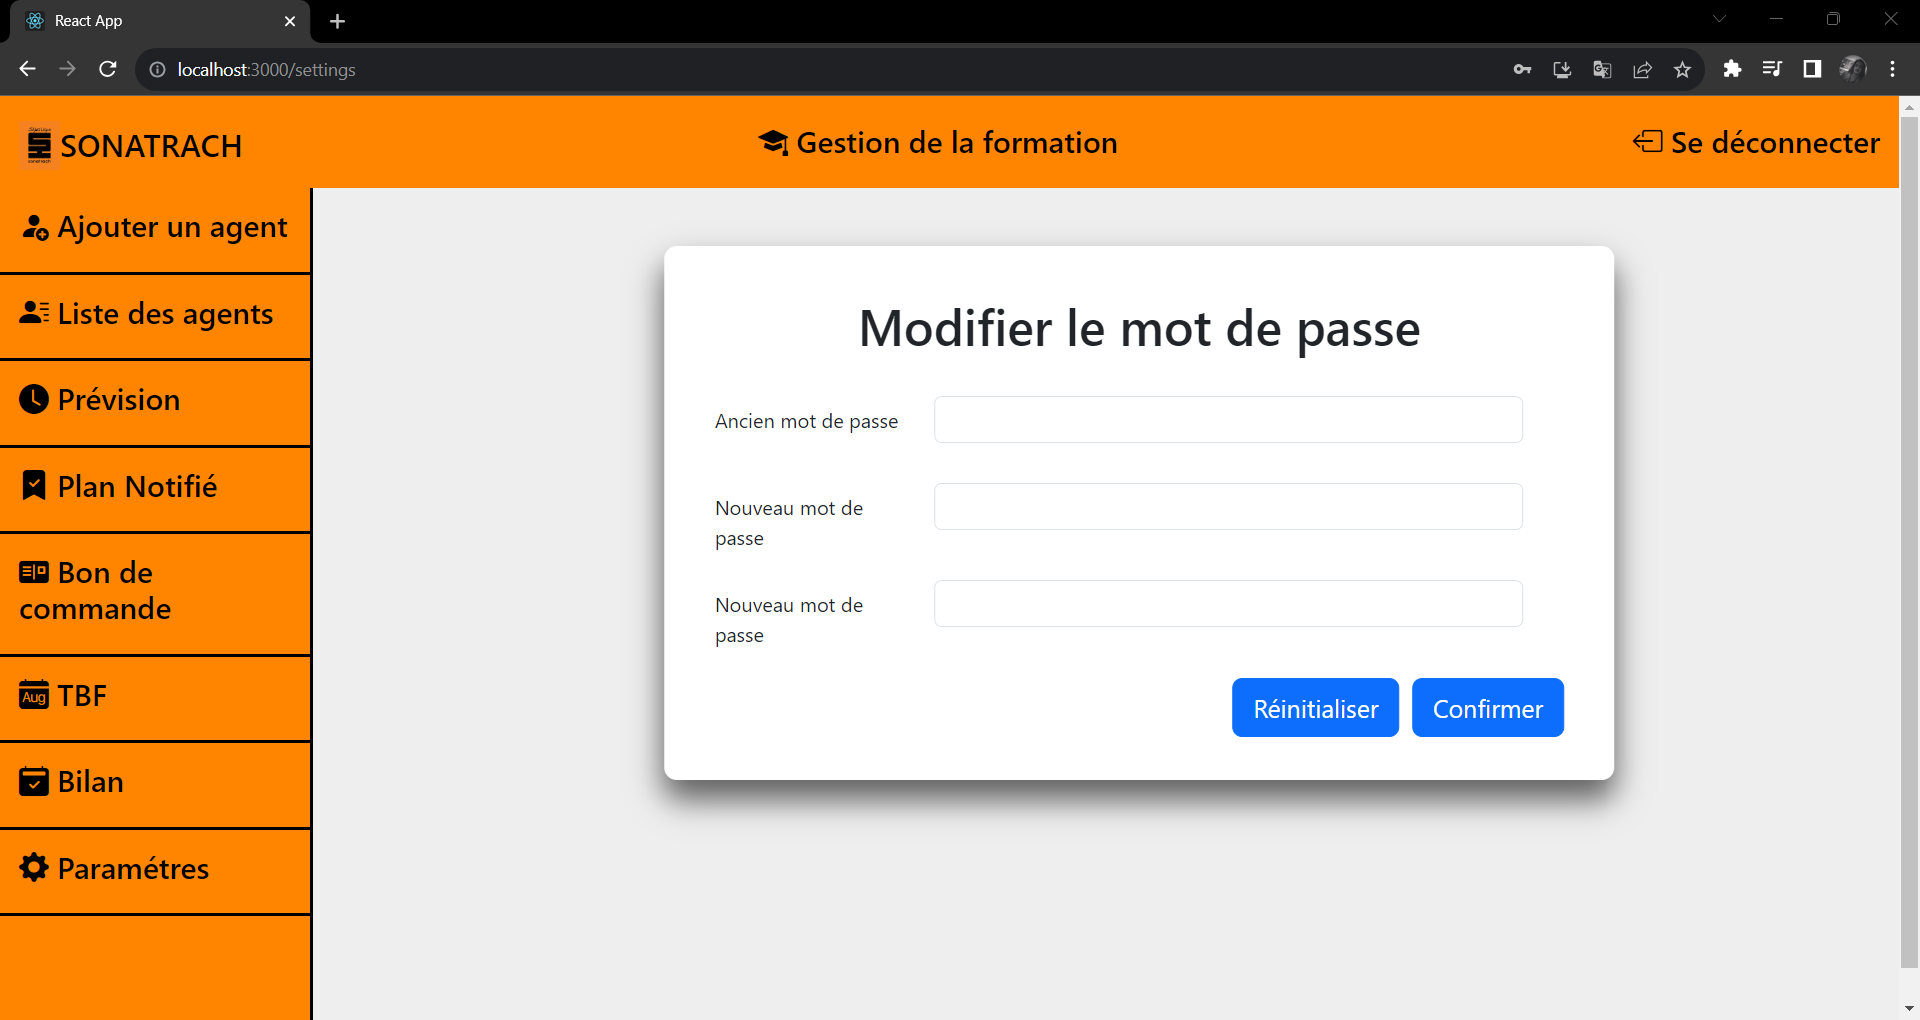 React App
localhost:3000/settings
SONATRACH
Gestion de la formation
Se déconnecter
Ajouter un agent
Liste des agents
Prévision
Plan Notifié
Bon de
commande
Aug TBF
Bilan
Paramétres
Modifier le mot de passe
Ancien mot de passe
Nouveau mot de
passe
Nouveau mot de
passe
Réinitialiser
Confirmer